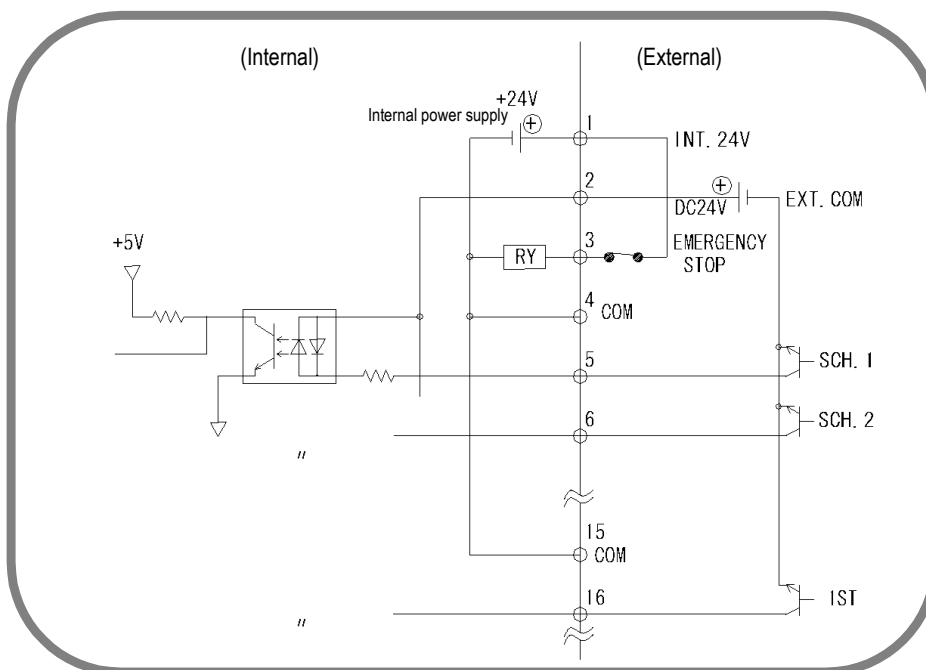 (Internal)
(External)
+24V
Internal power supply
1
INT. 24V
2
DC24V
EXT. COM
+5V
3
RY
EMERGENCY
STOP
4
COM
5
SCH. 1
6
SCH. 2
〃
15
COM
16
1ST
〃